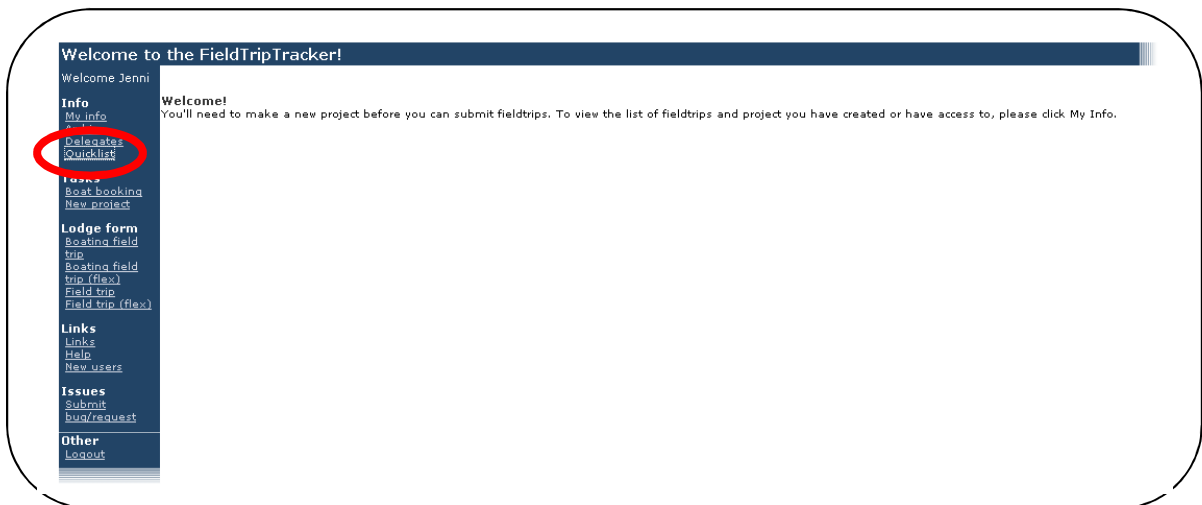 Welcome to the FieldTripTracker!
Welcome Jenni
Info
My info
Delegates
Quicklist
Tasks
Boat booking
New project
Lodge form
Boating field
trip
Boating field
trip (flex)
Field trip
Field trip (flex)
Links
Links
Help
New users
Issues
Submit
bug/request
Other
Logout
Welcome!
You'll need to make a new project before you can submit fieldtrips. To view the list of fieldtrips and project you have created or have access to, please click My Info.